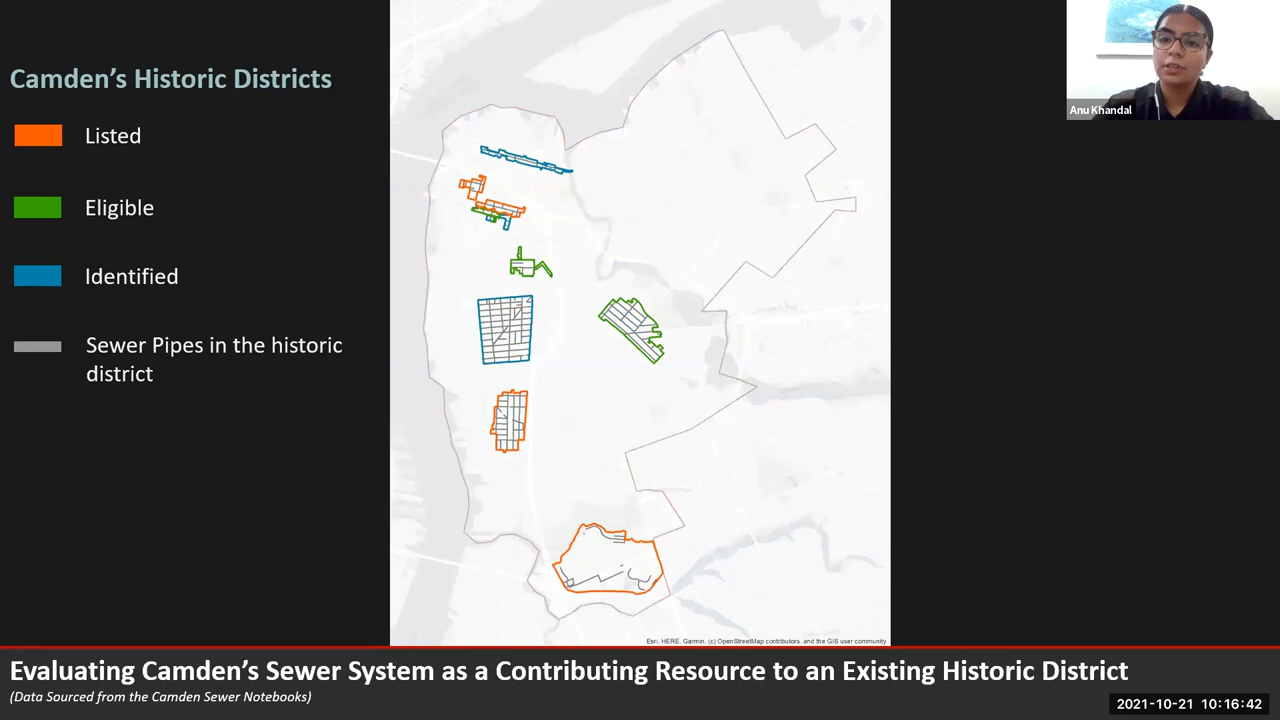 Camden's Historic Districts
Listed
Eligible
Identified
Sewer Pipes in the historic
district
Anu Khandal
Esri, HERE, Garmin, (c) OpenStreetMap contributors, and the GIS user community
Evaluating Camden's Sewer System as a Contributing Resource to an Existing Historic District
(Data Sourced from the Camden Sewer Notebooks)
2021-10-21 10:16:42